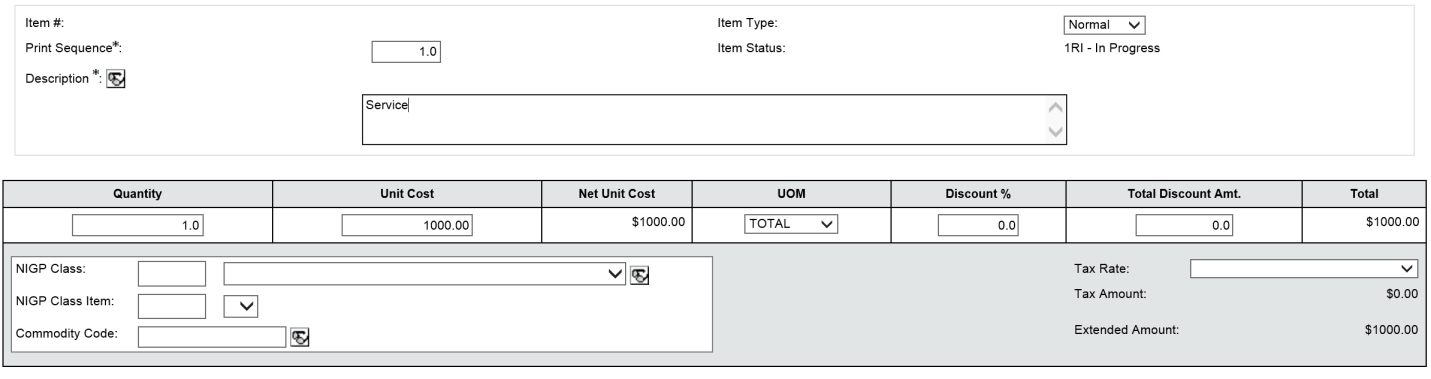 Item #: Item Type: Normal
Print Sequence*: 1.0 Item Status: 1RI - In Progress
Description *:
Service
Quantity Unit Cost Net Unit Cost UOM Discount % Total Discount Amt. Total
1.0 1000.00 $1000.00 TOTAL 0.0 0.0 $1000.00
NIGP Class: Tax Rate:
NIGP Class Item: Tax Amount: $0.00
Commodity Code: Extended Amount: $1000.00